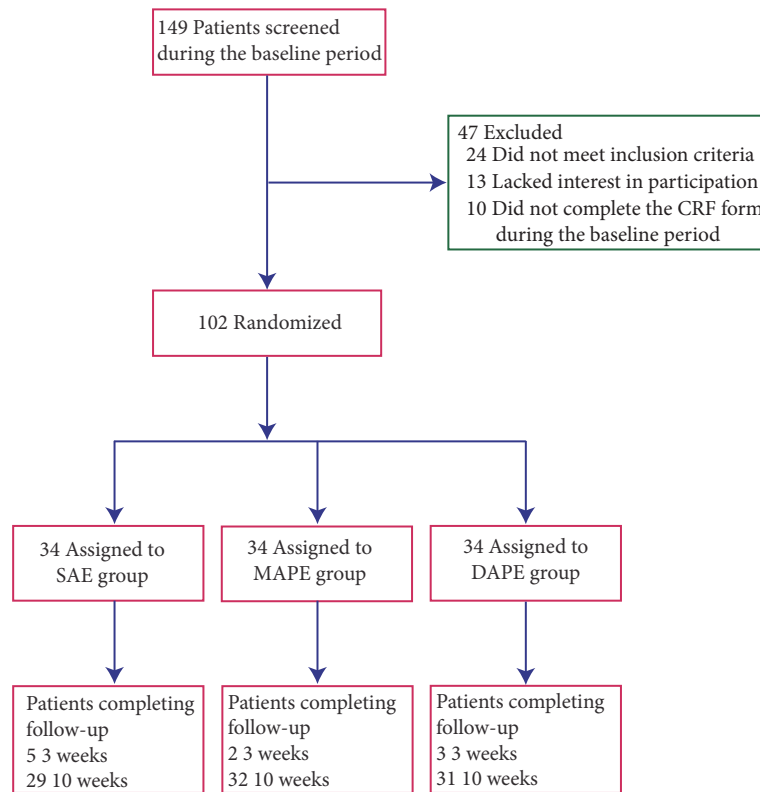 149 Patients screened
during the baseline period
47 Excluded
24 Did not meet inclusion criteria
13 Lacked interest in participation
10 Did not complete the CRF form
during the baseline period
102 Randomized
34 Assigned to
SAE group
34 Assigned to
MAPE group
34 Assigned to
DAPE group
Patients completing
follow-up
5 3 weeks
29 10 weeks
Patients completing
follow-up
2 3 weeks
32 10 weeks
Patients completing
follow-up
3 3 weeks
31 10 weeks